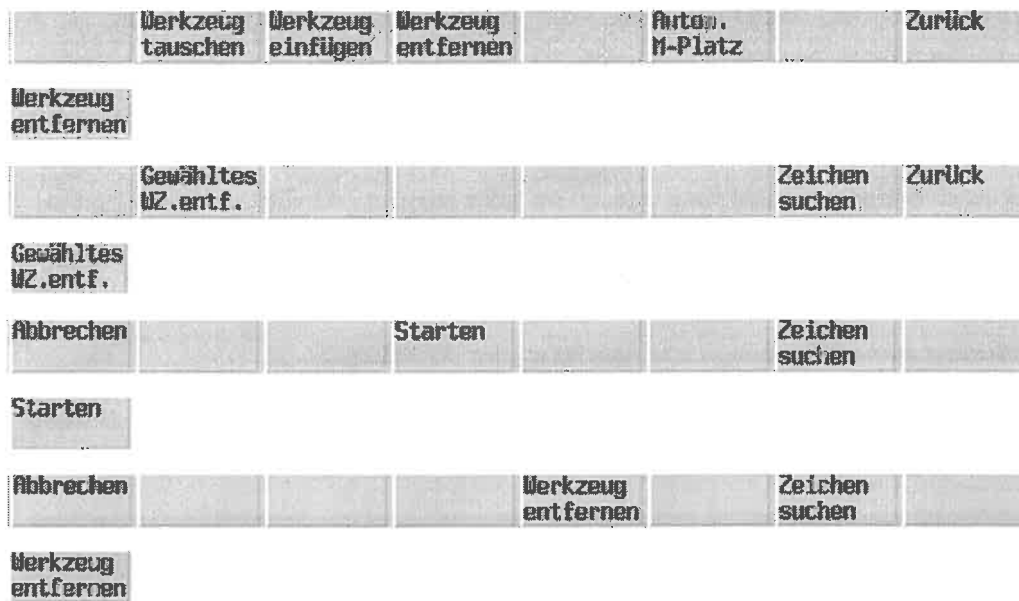 Werkzeug Werkzeug Werkzeug Autom. Zurück
tauschen einfügen entfernen M-Platz
Werkzeug
entfernen
Gewähltes Zeichen Zurück
WZ.entf. suchen
Gewähltes
WZ.entf.
Abbrechen Starten Zeichen
suchen
Starten
Abbrechen Werkzeug Zeichen
entfernen suchen
Werkzeug
entfernen